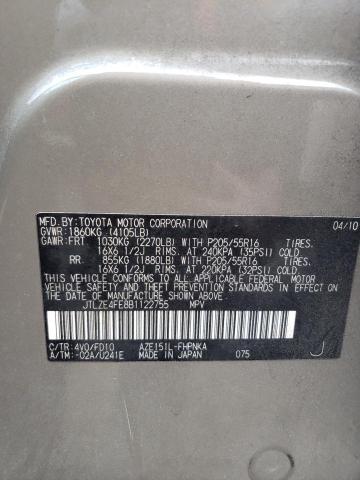 MFD.BY:TOYOTA MOTOR CORPORATION 04/10
GVWR:1860KG (4105LB)
GAWR:FRT 1030KG (2270LB) WITH P205/55R16 TIRES.
16X6 1/2J RIMS. AT 240KPA (35PSI) COLD
RR 855KG (1880LB) WITH P205/55R16 TIRES.
16X6 1/2J RIMS. AT 220KPA (32PSI) COLD
THIS VEHICLE CONFORMS TO ALL APPLICABLE FEDERAL MOTOR
VEHICLE SAFETY STANDARDS IN EFFECT ON THE DATE OF
MANUFACTURE SHOWN ABOVE.
JTLZE4FE8B1122755 MPV
C/TR:4V0/FD10 AZE151L-FHPNKA
A/TM:-02A/U241E MADE IN JAPAN 075 J